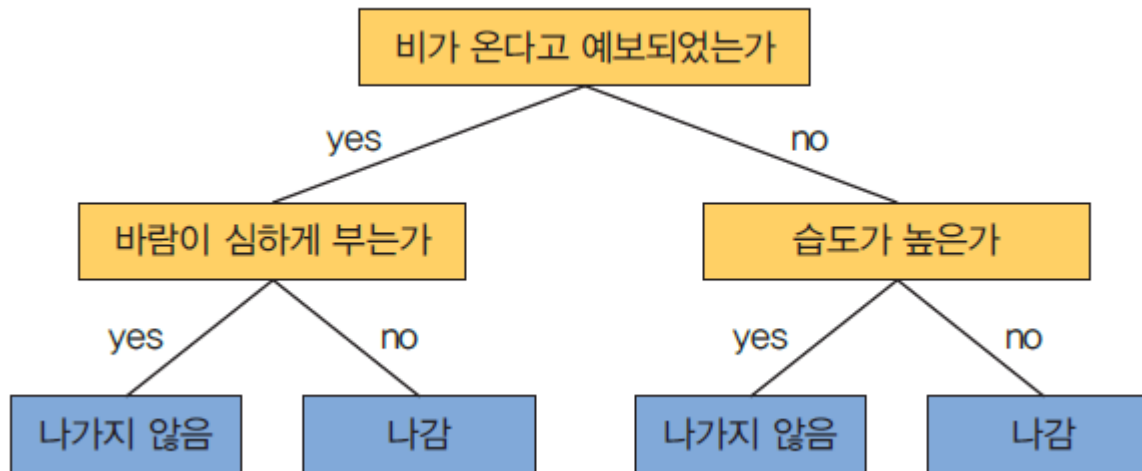 비가 온다고 예보되었는가
yes
no
바람이 심하게 부는가
습도가 높은가
yes
no
yes
no
나가지 않음
나감
나가지 않음
나감